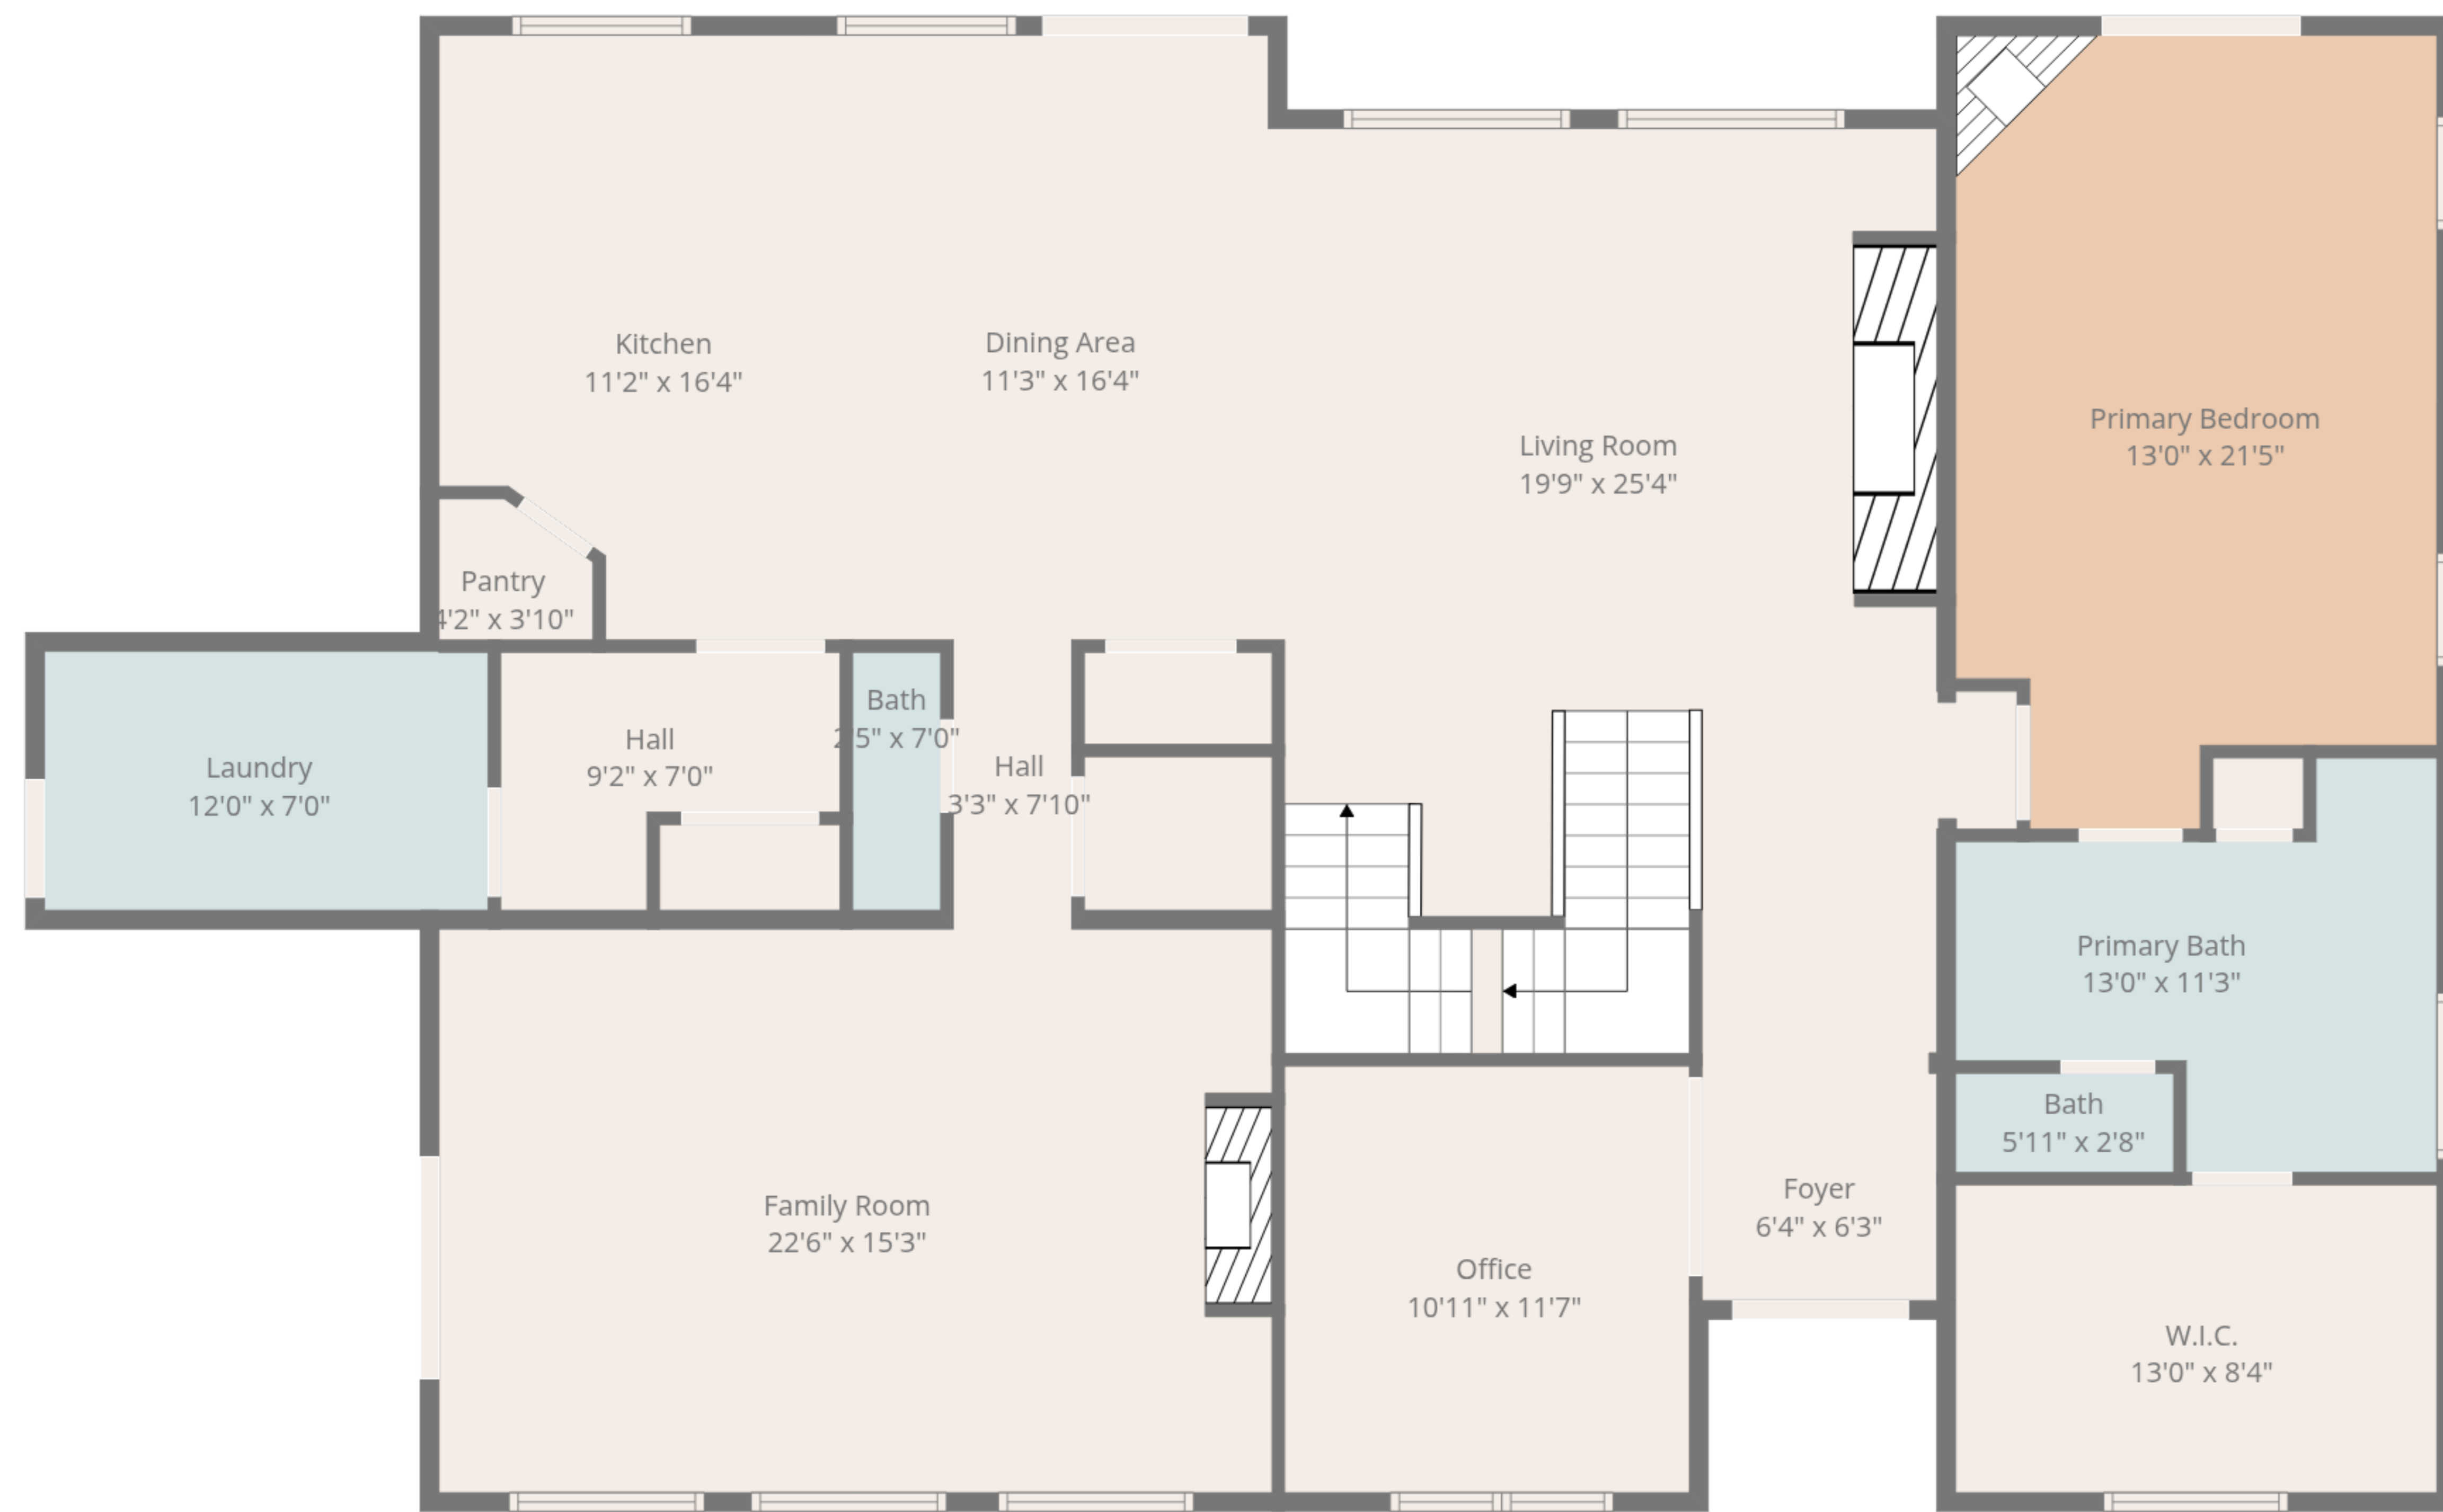 Kitchen
11'2" x 16'4"
Dining Area
11'3" x 16'4"
Living Room
19'9" x 25'4"
Primary Bedroom
13'0" x 21'5"
Pantry
4'2" x 3'10"
Laundry
12'0" x 7'0"
Hall
9'2" x 7'0"
Bath
2'5" x 7'0"
Hall
3'3" x 7'10"
Primary Bath
13'0" x 11'3"
Bath
5'11" x 2'8"
Family Room
22'6" x 15'3"
Office
10'11" x 11'7"
Foyer
6'4" x 6'3"
W.I.C.
13'0" x 8'4"